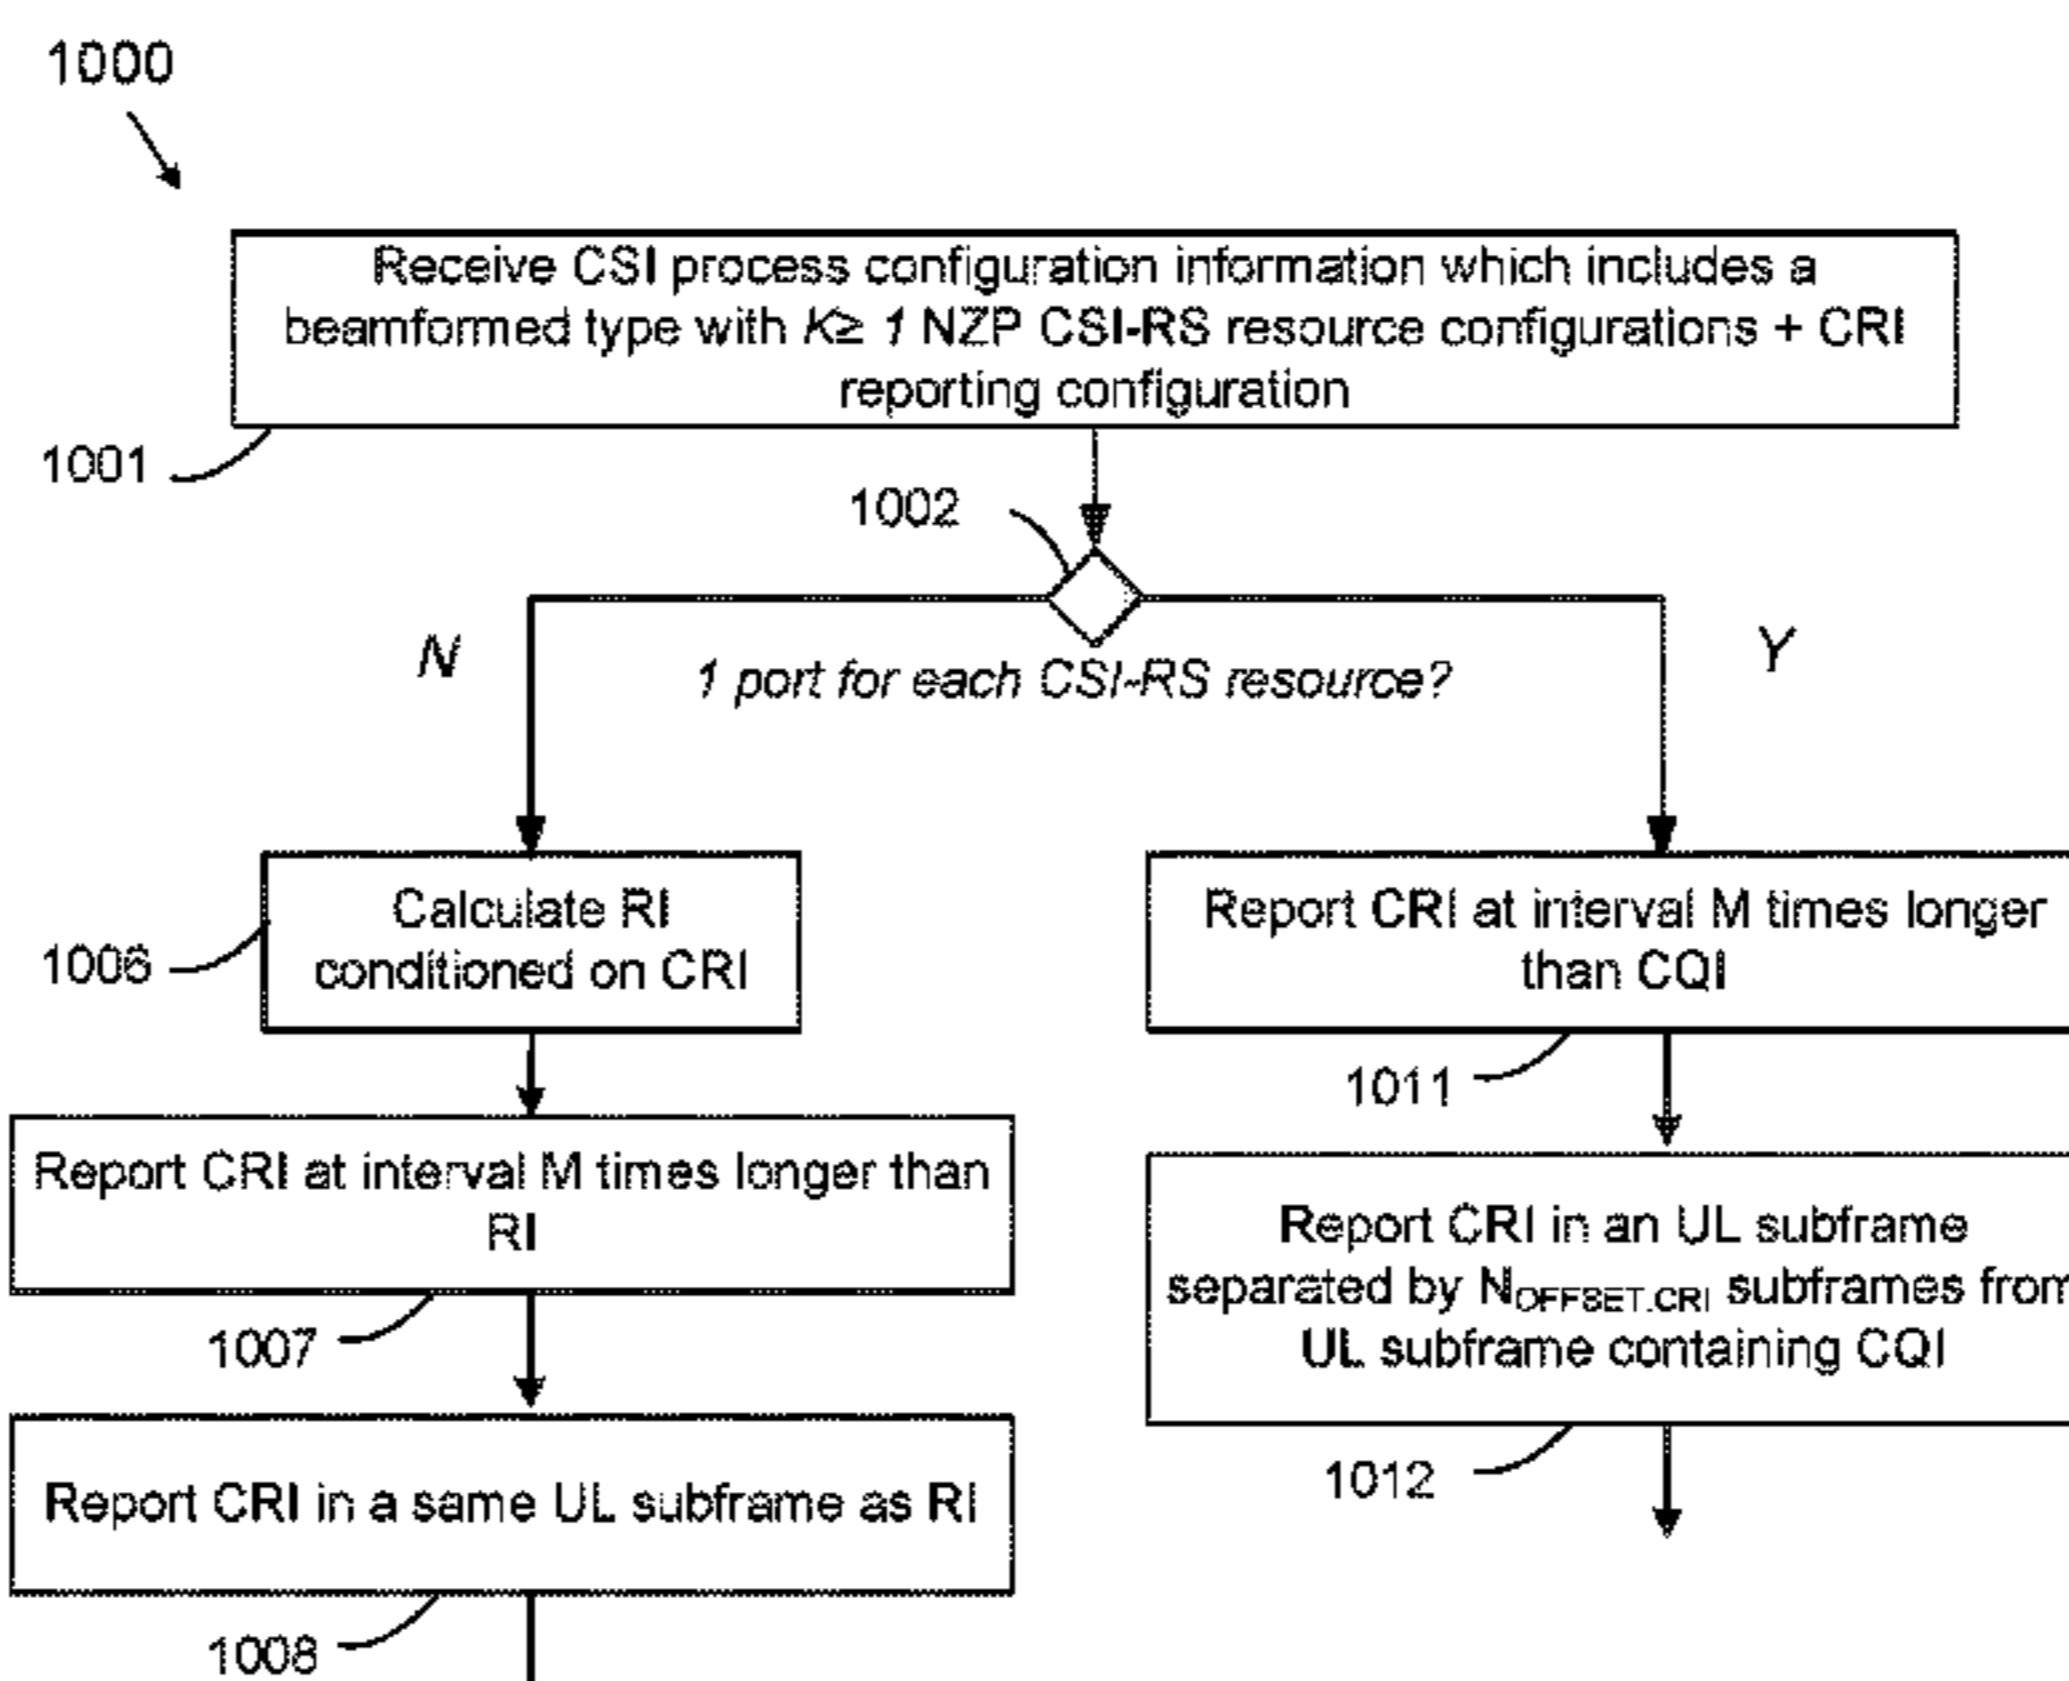 1000
Receive CSI process configuration information which includes a
beamformed type with K≥ 1 NZP CSI-RS resource configurations + CRI
reporting configuration
1001
1002
N
1 port for each CSI-RS resource?
Y
Calculate RI
conditioned on CRI
1006
Report CRI at interval M times longer
than CQI
1011
Report CRI at interval M times longer than
RI
1007
Report CRI in an UL subframe
separated by NOFFSET,CRI subframes from
UL subframe containing CQI
1012
Report CRI in a same UL subframe as RI
1008